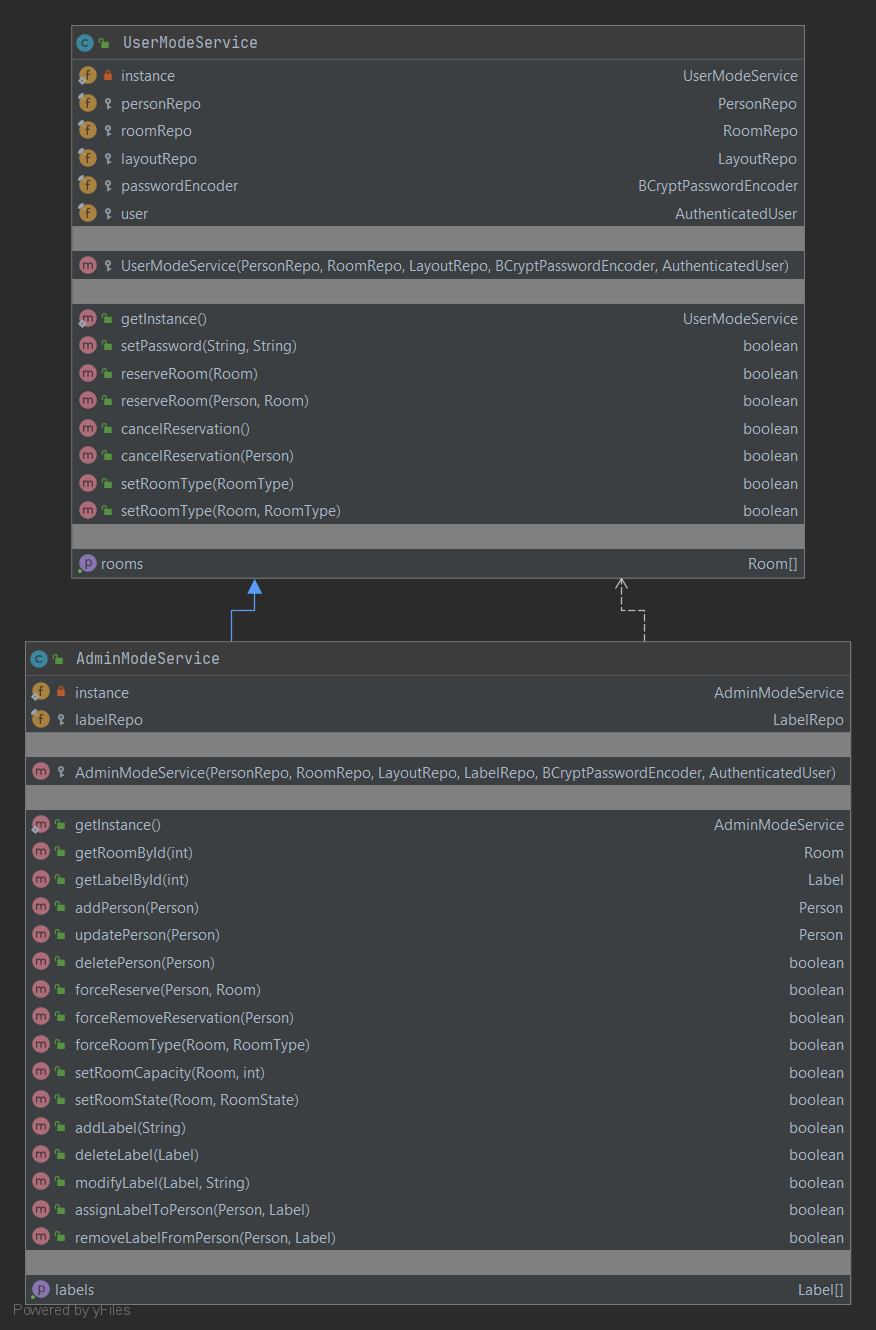 UserModeService
instance UserModeService
personRepo PersonRepo
roomRepo RoomRepo
layoutRepo LayoutRepo
passwordEncoder BCryptPasswordEncoder
user AuthenticatedUser
UserModeService(PersonRepo, RoomRepo, LayoutRepo, BCryptPasswordEncoder, AuthenticatedUser)
getInstance() UserModeService
setPassword(String, String) boolean
reserveRoom(Room) boolean
reserveRoom(Person, Room) boolean
cancelReservation() boolean
cancelReservation(Person) boolean
setRoomType(RoomType) boolean
setRoomType(Room, RoomType) boolean
rooms Room[]
AdminModeService
instance AdminModeService
labelRepo LabelRepo
AdminModeService(PersonRepo, RoomRepo, LayoutRepo, LabelRepo, BCryptPasswordEncoder, AuthenticatedUser)
getInstance() AdminModeService
getRoomById(int) Room
getLabelById(int) Label
addPerson(Person) Person
updatePerson(Person) Person
deletePerson(Person) boolean
forceReserve(Person, Room) boolean
forceRemoveReservation(Person) boolean
forceRoomType(Room, RoomType) boolean
setRoomCapacity(Room, int) boolean
setRoomState(Room, RoomState) boolean
addLabel(String) boolean
deleteLabel(Label) boolean
modifyLabel(Label, String) boolean
assignLabelToPerson(Person, Label) boolean
removeLabelFromPerson(Person, Label) boolean
labels Label[]
Powered by yFiles